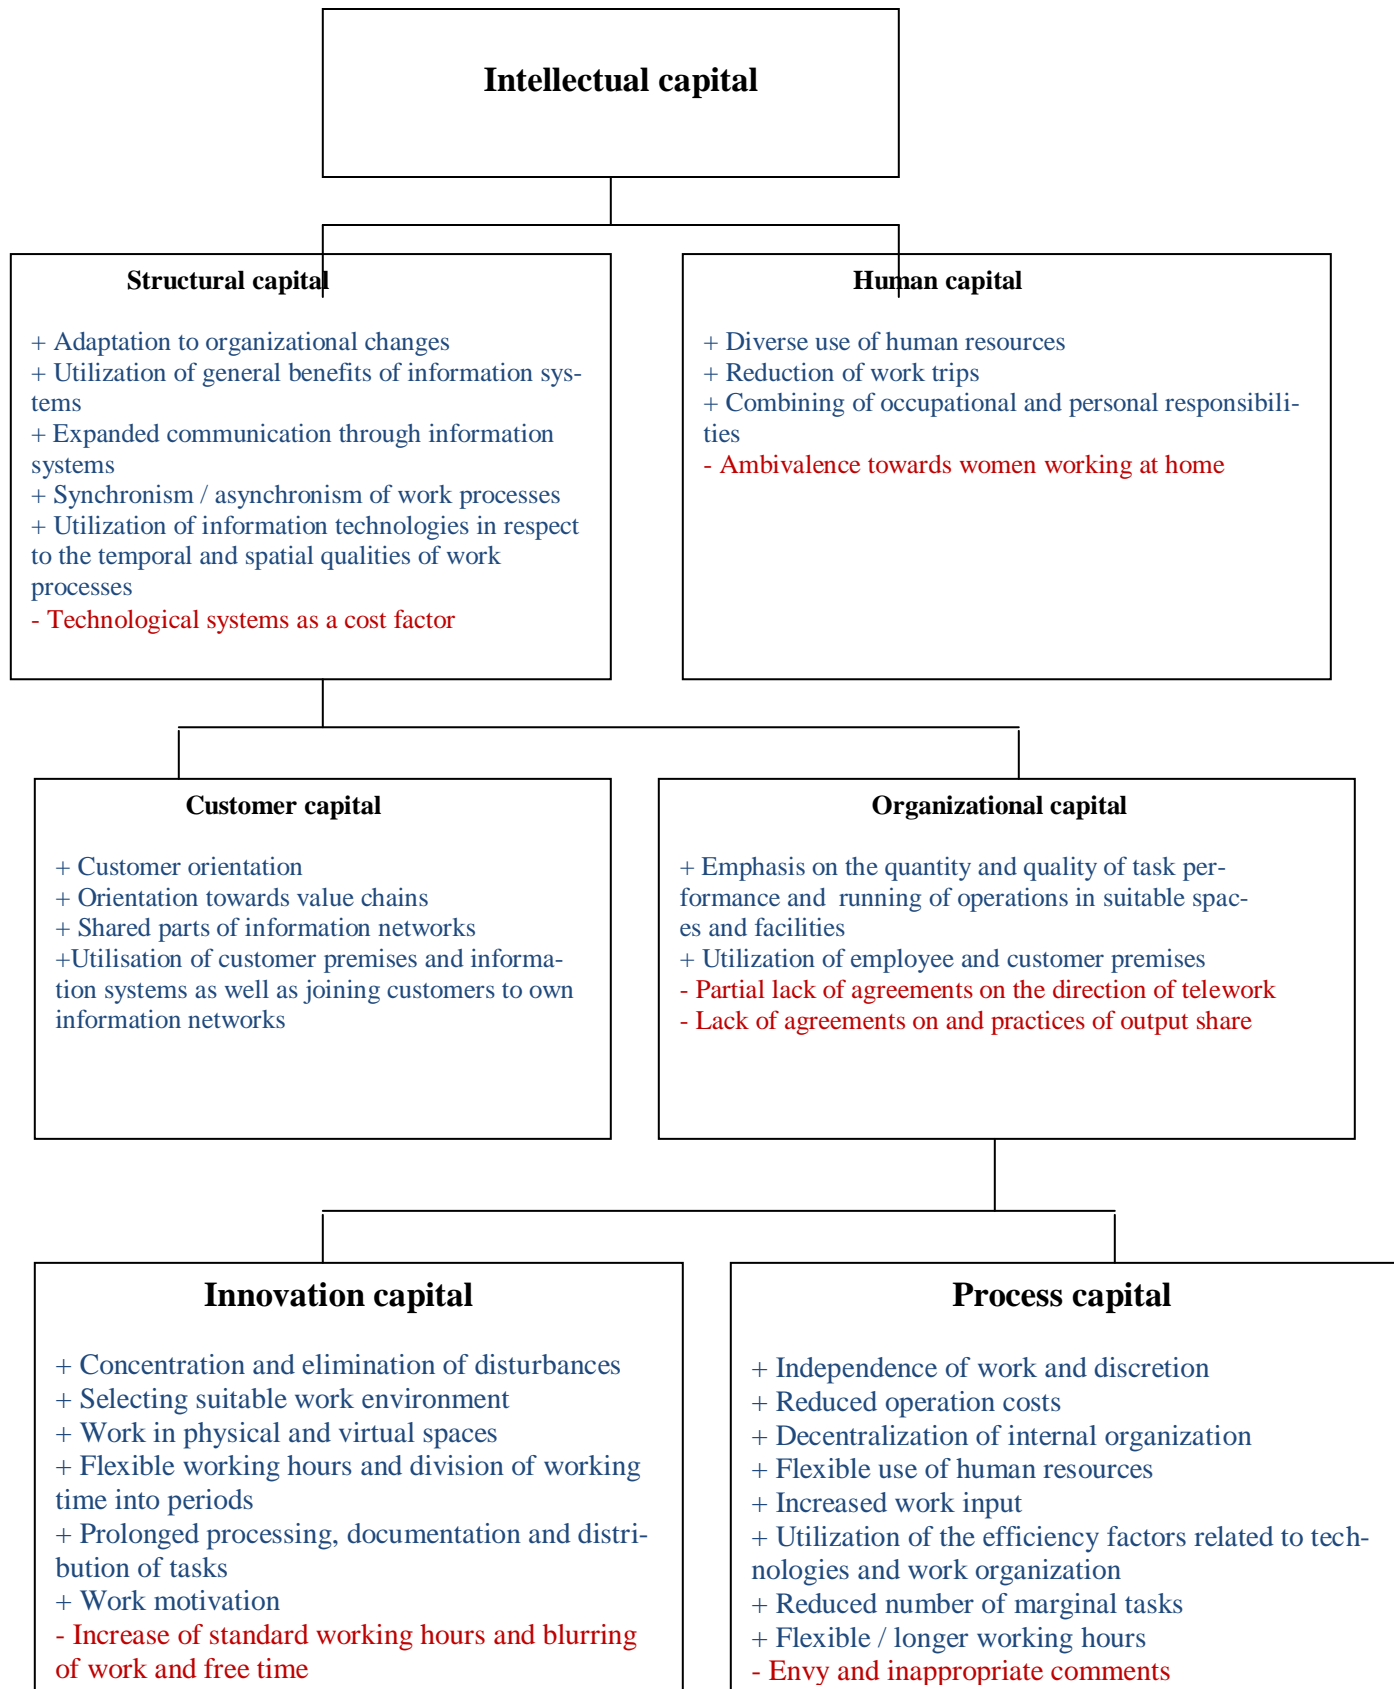 Intellectual capital
Structural capital
+ Adaptation to organizational changes
+ Utilization of general benefits of information sys-
tems
+ Expanded communication through information
systems
+ Synchronism / asynchronism of work processes
+ Utilization of information technologies in respect
to the temporal and spatial qualities of work
processes
- Technological systems as a cost factor
Human capital
+ Diverse use of human resources
+ Reduction of work trips
+ Combining of occupational and personal responsibili-
ties
- Ambivalence towards women working at home
Customer capital
+ Customer orientation
+ Orientation towards value chains
+ Shared parts of information networks
+Utilisation of customer premises and informa-
tion systems as well as joining customers to own
information networks
Organizational capital
+ Emphasis on the quantity and quality of task per-
formance and  running of operations in suitable spac-
es and facilities
+ Utilization of employee and customer premises
- Partial lack of agreements on the direction of telework
- Lack of agreements on and practices of output share
Innovation capital
+ Concentration and elimination of disturbances
+ Selecting suitable work environment
+ Work in physical and virtual spaces
+ Flexible working hours and division of working
time into periods
+ Prolonged processing, documentation and distri-
bution of tasks
+ Work motivation
- Increase of standard working hours and blurring
of work and free time
Process capital
+ Independence of work and discretion
+ Reduced operation costs
+ Decentralization of internal organization
+ Flexible use of human resources
+ Increased work input
+ Utilization of the efficiency factors related to tech-
nologies and work organization
+ Reduced number of marginal tasks
+ Flexible / longer working hours
- Envy and inappropriate comments